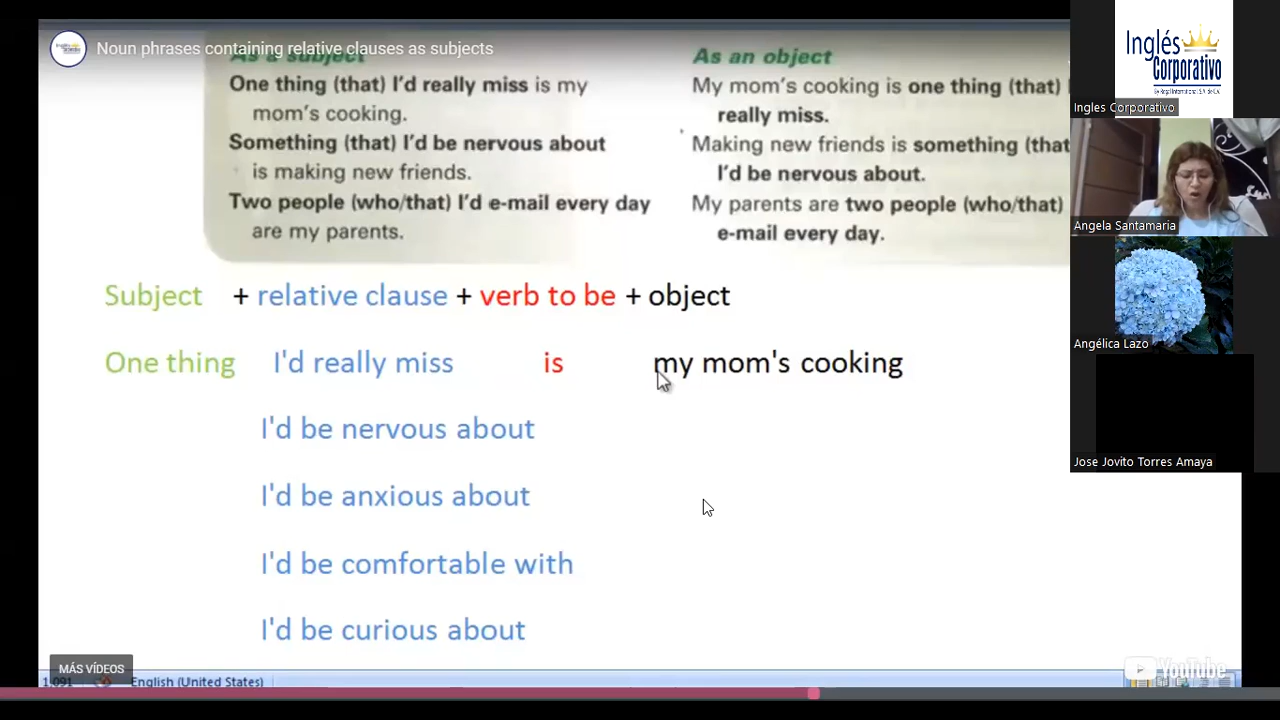 Noun phrases containing relative clauses as subjects
As a subject
One thing (that) I'd really miss is my
mom's cooking.
Something (that) I'd be nervous about
is making new friends.
Two people (who/that) I'd e-mail every day
are my parents.
As an object
My mom's cooking is one thing (that)
really miss.
Making new friends is something (that
I'd be nervous about.
My parents are two people (who/that)
e-mail every day.
Subject + relative clause + verb to be + object
One thing I'd really miss is my mom's cooking
I'd be nervous about
I'd be anxious about
I'd be comfortable with
I'd be curious about
MÁS VÍDEOS
1,091 English (United States)
YouTube
Inglés
Corporativo
Ingles Corporativo
Angela Santamaria
Angélica Lazo
Jose Jovito Torres Amaya